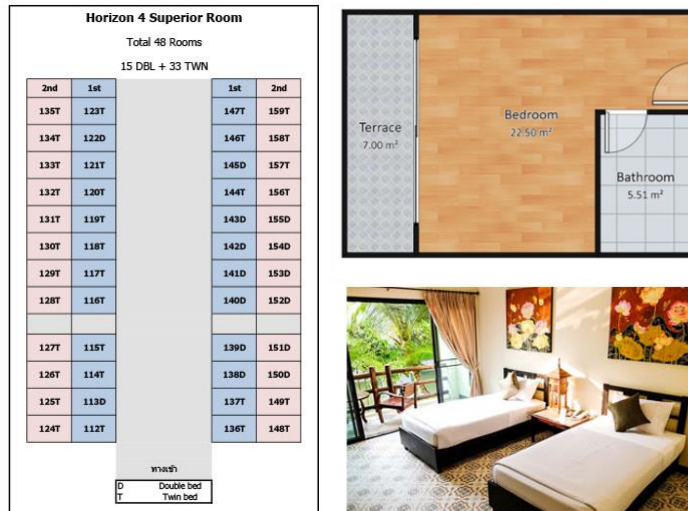 Horizon 4 Superior Room
Total 48 Rooms
15 DBL + 33 TWN
2nd 1st 1st 2nd
135T 123T 147T 159T
134T 122D 146T 158T
133T 121T 145D 157T
132T 120T 144T 156T
131T 119T 143D 155D
130T 118T 142D 154D
129T 117T 141D 153D
128T 116T 140D 152D
127T 115T 139D 151D
126T 114T 138D 150D
125T 113D 137T 149T
124T 112T 136T 148T
ทางเข้า
D Double bed
T Twin bed
Terrace
7.00 m²
Bedroom
22.50 m²
Bathroom
5.51 m²